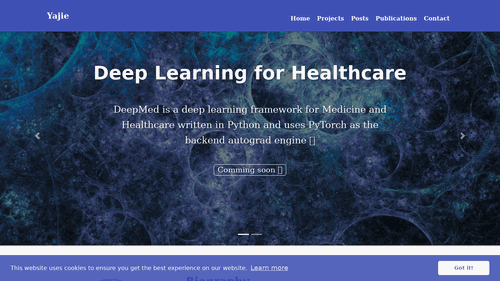 Yajie
Home Projects Posts Publications Contact
Deep Learning for Healthcare
DeepMed is a deep learning framework for Medicine and
Healthcare written in Python and uses PyTorch as the
backend autograd engine
Comming soon
This website uses cookies to ensure you get the best experience on our website. Learn more
Got it!
Biography